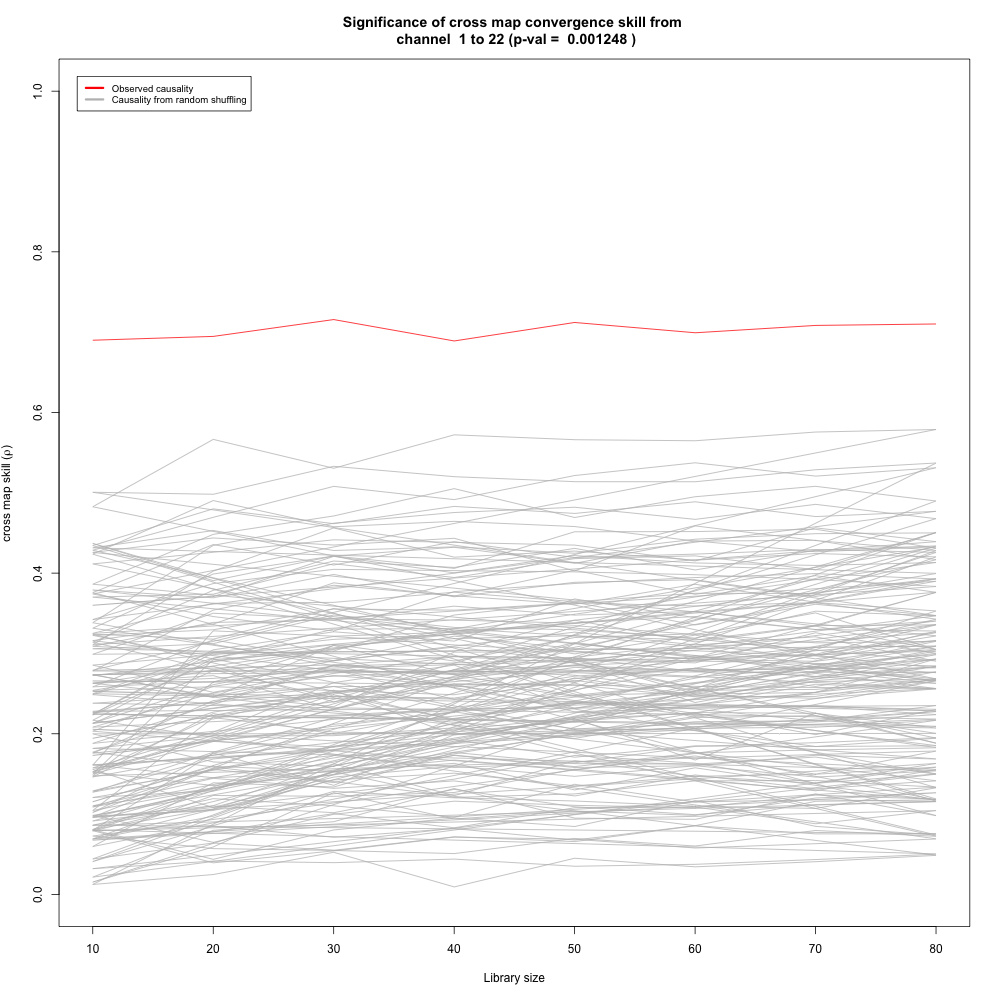 Significance of cross map convergence skill from
channel  1 to 22 (p-val =  0.001248 )
Observed causality
Causality from random shuffling
1.0
0.8
0.6
0.4
0.2
0.0
cross map skill (ρ)
10 20 30 40 50 60 70 80
Library size